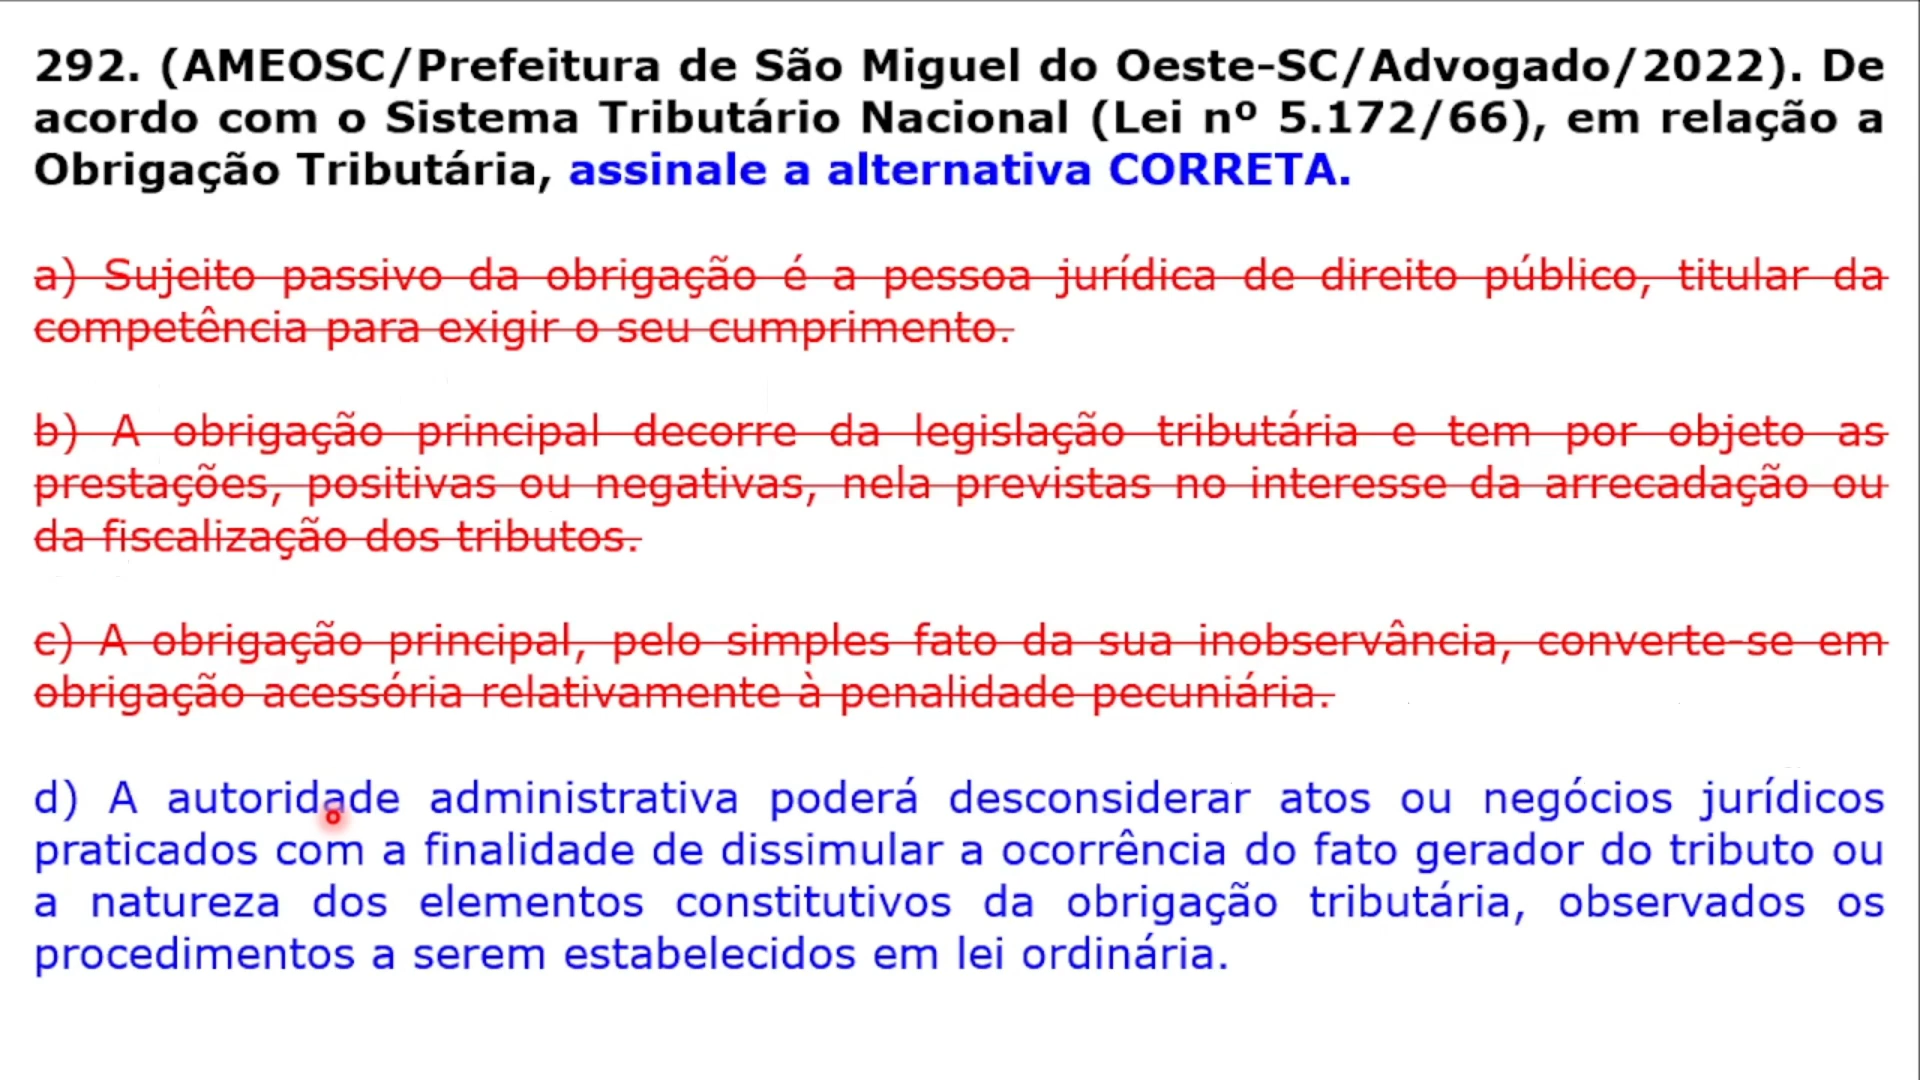 292. (AMEOSC/Prefeitura de São Miguel do Oeste-SC/Advogado/2022). De
acordo com o Sistema Tributário Nacional (Lei nº 5.172/66), em relação a
Obrigação Tributária, assinale a alternativa CORRETA.
a) Sujeito passivo da obrigação é a pessoa jurídica de direito público, titular da
competência para exigir o seu cumprimento.
b) A obrigação principal decorre da legislação tributária e tem por objeto as
prestações, positivas ou negativas, nela previstas no interesse da arrecadação ou
da fiscalização dos tributos.
c) A obrigação principal, pelo simples fato da sua inobservância, converte-se em
obrigação acessória relativamente à penalidade pecuniária.
d) A autoridade administrativa poderá desconsiderar atos ou negócios jurídicos
praticados com a finalidade de dissimular a ocorrência do fato gerador do tributo ou
a natureza dos elementos constitutivos da obrigação tributária, observados os
procedimentos a serem estabelecidos em lei ordinária.